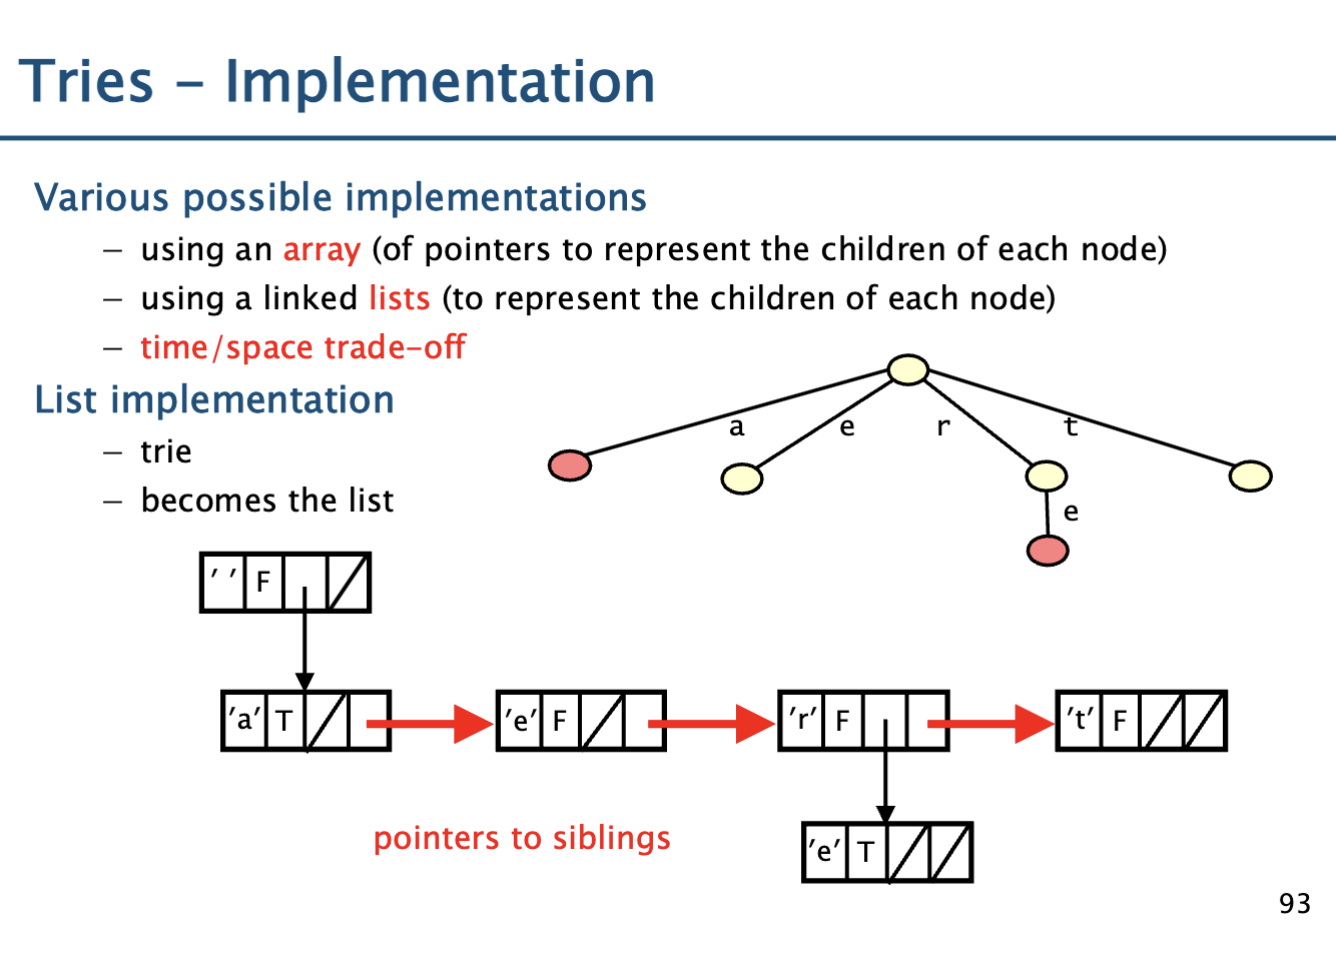 Tries – Implementation
Various possible implementations
– using an array (of pointers to represent the children of each node)
– using a linked lists (to represent the children of each node)
– time/space trade-off
List implementation
– trie
– becomes the list
a e r t
e
' ' F
'a' T 'e' F 'r' F 't' F
pointers to siblings
'e' T
93